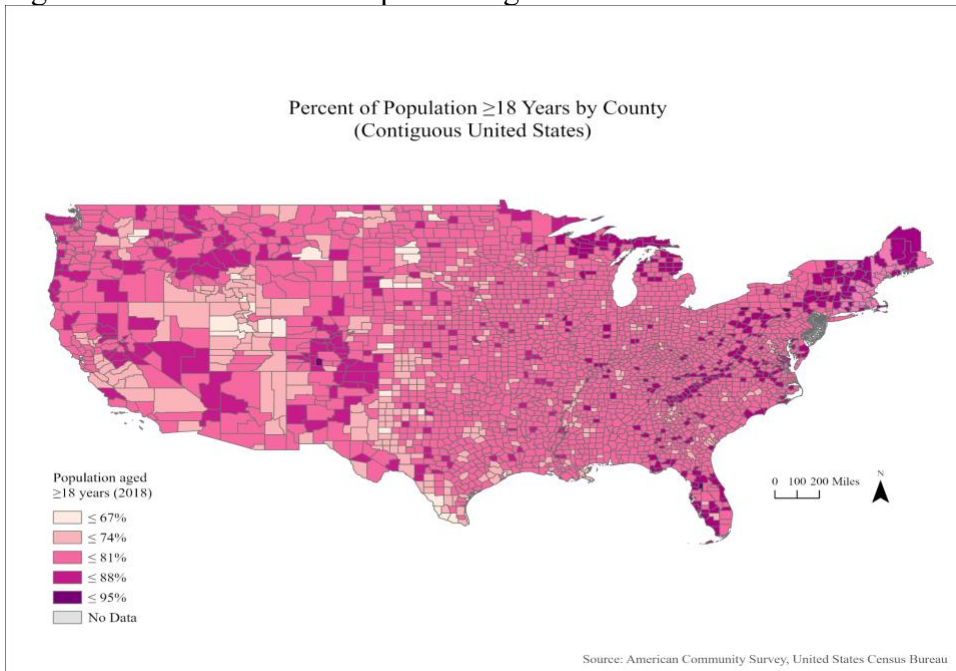 Percent of Population ≥18 Years by County
(Contiguous United States)
Population aged
≥18 years (2018)
≤ 67%
≤ 74%
≤ 81%
≤ 88%
≤ 95%
No Data
0 100 200 Miles
N
Source: American Community Survey, United States Census Bureau